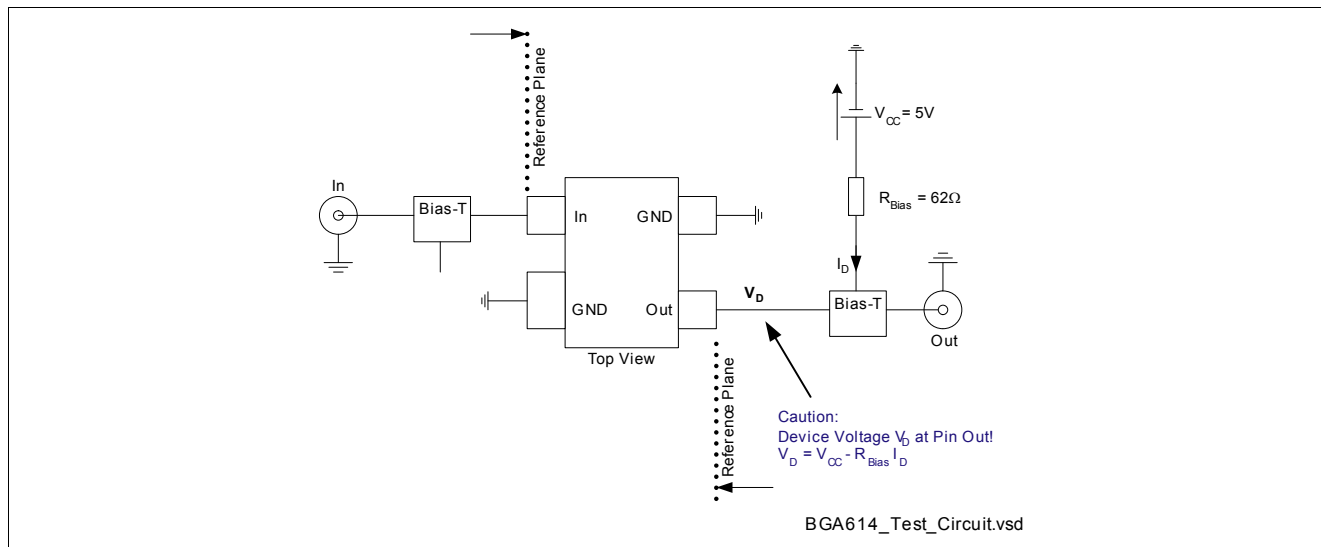 Reference Plane
V_CC = 5V
In
Bias-T
In
GND
R_Bias = 62Ω
I_D
GND
Out
V_D
Bias-T
Top View
Out
Reference Plane
Caution:
Device Voltage V_D at Pin Out!
V_D = V_CC - R_Bias I_D
BGA614_Test_Circuit.vsd